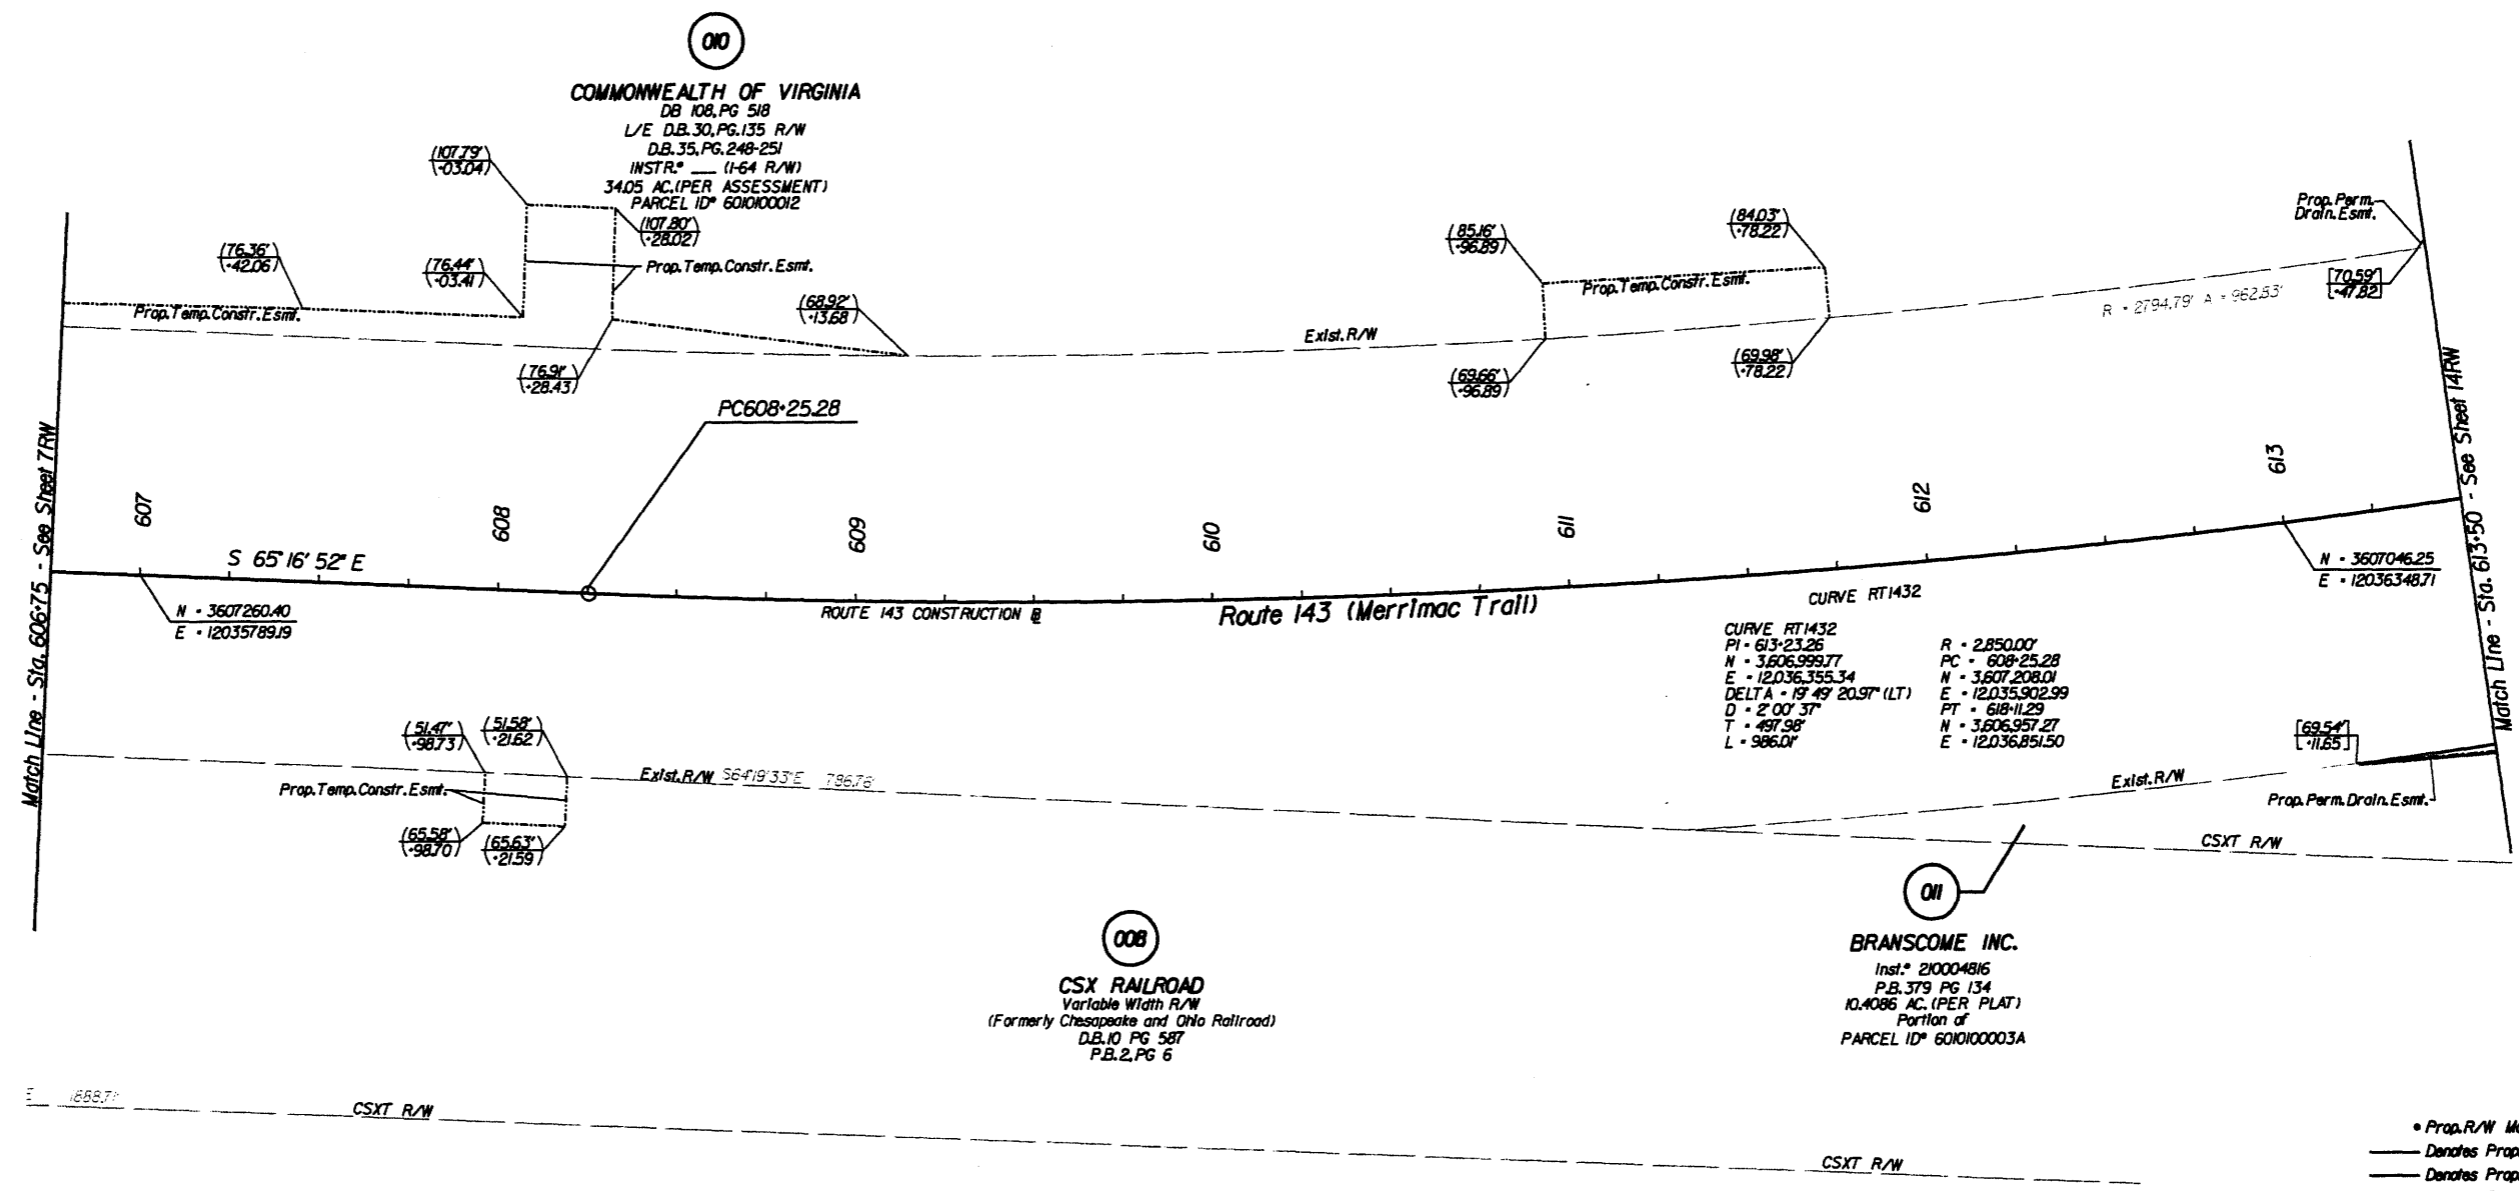 010
COMMONWEALTH OF VIRGINIA
DB 108, PG 518
L/E D.B. 30, PG. 135 R/W
D.B. 35, PG. 248-251
INSTR.# ___ (I-64 R/W)
34.05 AC. (PER ASSESSMENT)
PARCEL ID# 6010100012
(107.79')
(+03.04)
(107.80')
(+28.02)
Prop. Temp. Constr. Esmt.
(76.36')
(+42.06)
(76.44')
(+03.41)
Prop. Temp. Constr. Esmt.
(68.92')
(+13.68)
(76.91')
(+28.43)
(85.16')
(+96.89)
(84.03')
(+78.22)
Prop. Temp. Constr. Esmt.
Exist. R/W
(69.66')
(+96.89)
(69.98')
(+78.22)
Prop. Perm.
Drain. Esmt.
[70.59']
[+47.82]
R = 2794.79' A = 962.83'
PC 608+25.28
Match Line - Sta. 606+75 - See Sheet 7RW
607
608
609
610
611
612
613
Match Line - Sta. 613+50 - See Sheet 14RW
S 65° 16' 52" E
N = 3607260.40
E = 12035789.19
ROUTE 143 CONSTRUCTION B
Route 143 (Merrimac Trail)
CURVE RT1432
N = 3607046.25
E = 12036348.71
CURVE RT1432
PI = 613+23.26
N = 3,606,999.77
E = 12,036,355.34
DELTA = 19° 49' 20.97" (LT)
D = 2° 00' 37"
T = 497.98'
L = 986.01'
R = 2,850.00'
PC = 608+25.28
N = 3,607,208.01
E = 12,035,902.99
PT = 618+11.29
N = 3,606,957.27
E = 12,036,851.50
(51.47')
(+98.73)
(51.58')
(+21.62)
Prop. Temp. Constr. Esmt.
(65.58')
(+98.70)
(65.63')
(+21.59)
Exist. R/W S64°19'33"E 786.76'
[69.54']
[+11.65]
Exist. R/W
Prop. Perm. Drain. Esmt.
CSXT R/W
011
BRANSCOME INC.
Inst.# 210004816
P.B. 379 PG 134
10.4086 AC. (PER PLAT)
Portion of
PARCEL ID# 6010100003A
008
CSX RAILROAD
Variable Width R/W
(Formerly Chesapeake and Ohio Railroad)
D.B. 10 PG 587
P.B. 2, PG 6
E 1888.71'
CSXT R/W
CSXT R/W
Prop. R/W
Denotes Prop.
Denotes Prop.